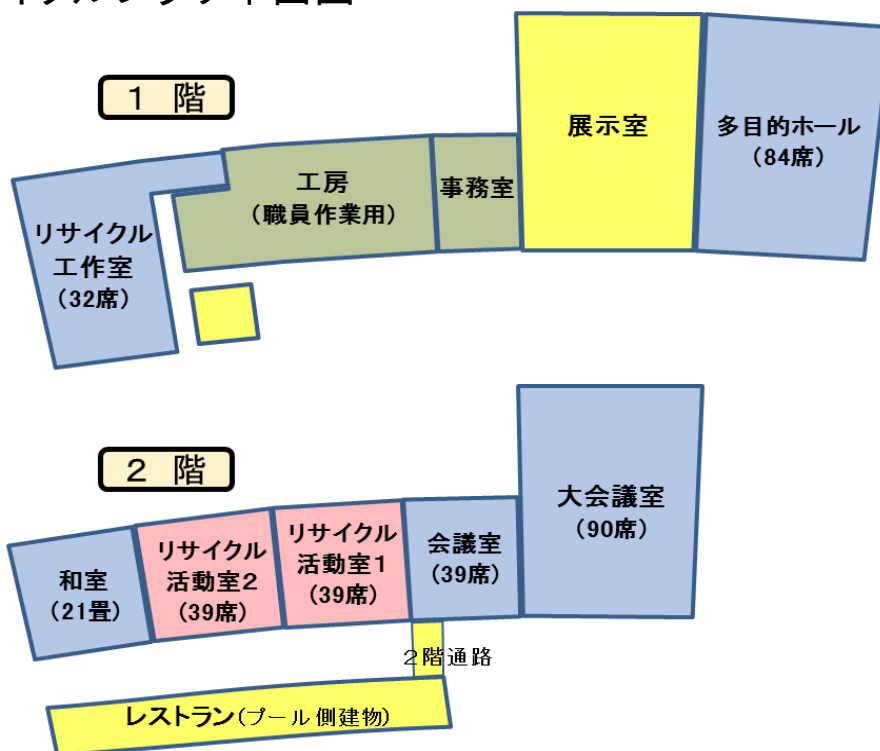 １ 階
展示室
多目的ホール
（84席）
工房
（職員作業用）
事務室
リサイクル
工作室
（32席）
２ 階
大会議室
（90席）
会議室
（39席）
リサイクル
活動室１
（39席）
リサイクル
活動室２
（39席）
和室
（21畳）
２階通路
レストラン（プール側建物）